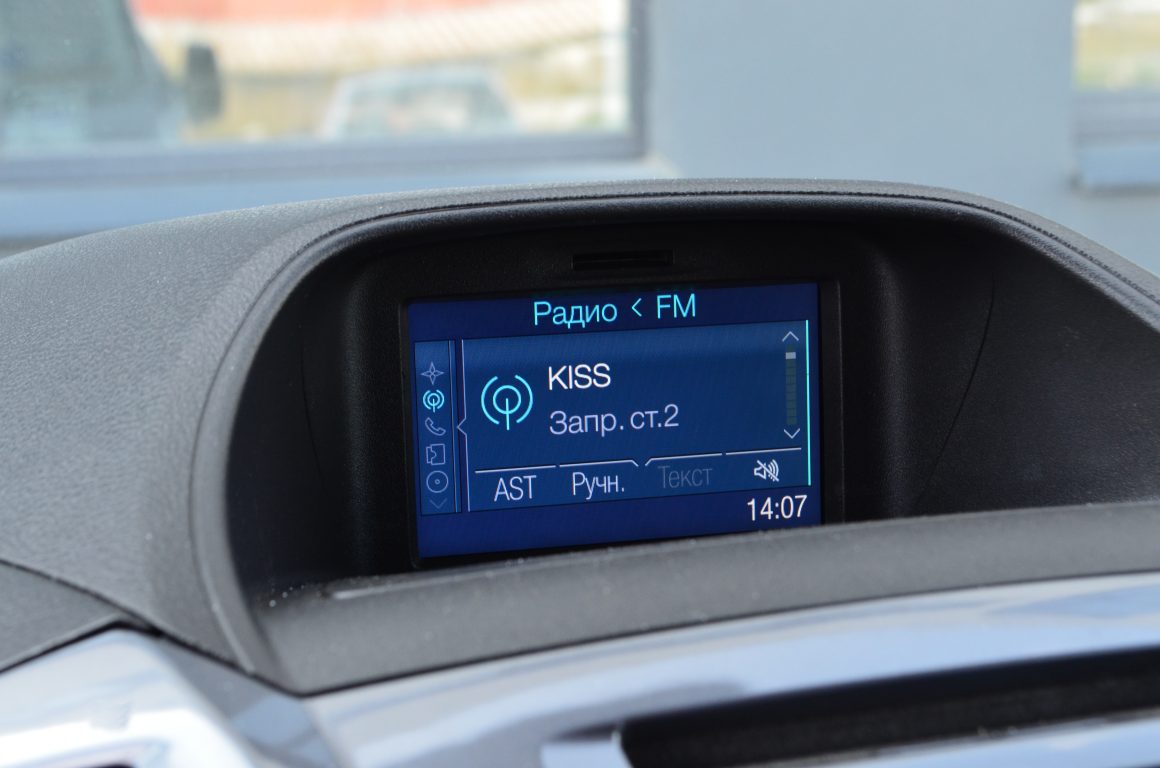 Радио < FM
KISS
Запр. ст.2
AST Ручн. Текст
14:07